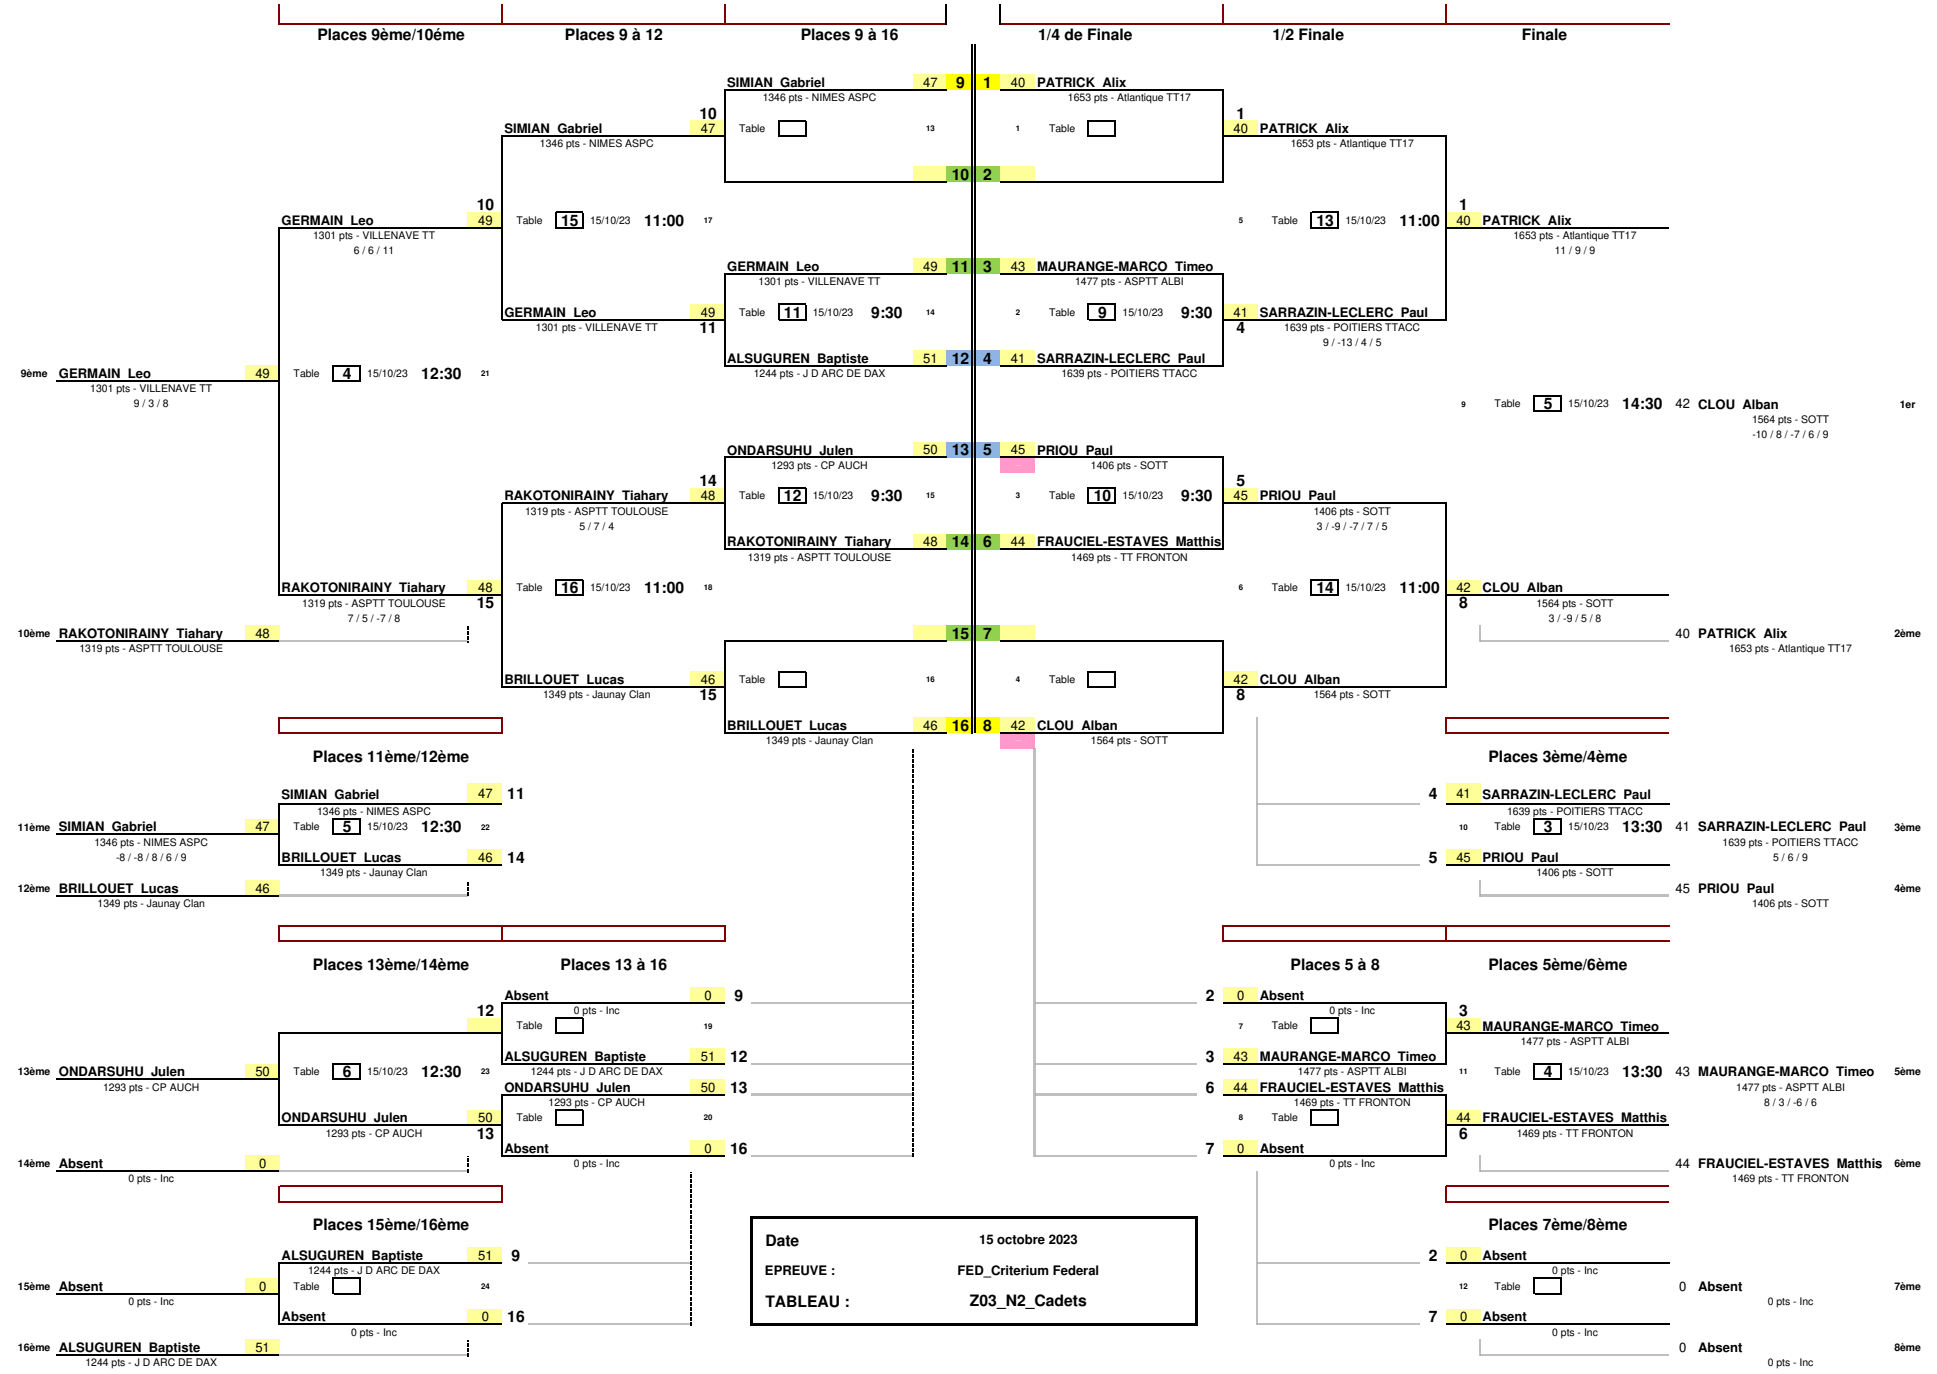 Places 9ème/10éme Places 9 à 12 Places 9 à 16 1/4 de Finale 1/2 Finale Finale
SIMIAN Gabriel 47 9 1 40 PATRICK Alix
1346 pts - NIMES ASPC 1653 pts - Atlantique TT17
10 1
SIMIAN Gabriel 47 Table 13 1 Table 40 PATRICK Alix
1346 pts - NIMES ASPC 1653 pts - Atlantique TT17
10 2
10 1
GERMAIN Leo 49 Table 15 15/10/23 11:00 17 5 Table 13 15/10/23 11:00 40 PATRICK Alix
1301 pts - VILLENAVE TT 1653 pts - Atlantique TT17
6 / 6 / 11 11 / 9 / 9
GERMAIN Leo 49 11 3 43 MAURANGE-MARCO Timeo
1301 pts - VILLENAVE TT 1477 pts - ASPTT ALBI
GERMAIN Leo 49 Table 11 15/10/23 9:30 14 2 Table 9 15/10/23 9:30 41 SARRAZIN-LECLERC Paul
1301 pts - VILLENAVE TT 11 4 1639 pts - POITIERS TTACC
9 / -13 / 4 / 5
ALSUGUREN Baptiste 51 12 4 41 SARRAZIN-LECLERC Paul
9ème GERMAIN Leo 49 Table 4 15/10/23 12:30 21 1244 pts - J D ARC DE DAX 1639 pts - POITIERS TTACC
1301 pts - VILLENAVE TT
9 / 3 / 8 9 Table 5 15/10/23 14:30 42 CLOU Alban 1er
1564 pts - SOTT
-10 / 8 / -7 / 6 / 9
ONDARSUHU Julen 50 13 5 45 PRIOU Paul
1293 pts - CP AUCH 1406 pts - SOTT
14 5
RAKOTONIRAINY Tiahary 48 Table 12 15/10/23 9:30 15 3 Table 10 15/10/23 9:30 45 PRIOU Paul
1319 pts - ASPTT TOULOUSE 1406 pts - SOTT
5 / 7 / 4 3 / -9 / -7 / 7 / 5
RAKOTONIRAINY Tiahary 48 14 6 44 FRAUCIEL-ESTAVES Matthis
1319 pts - ASPTT TOULOUSE 1469 pts - TT FRONTON
RAKOTONIRAINY Tiahary 48 Table 16 15/10/23 11:00 18 6 Table 14 15/10/23 11:00 42 CLOU Alban
1319 pts - ASPTT TOULOUSE 15 8 1564 pts - SOTT
7 / 5 / -7 / 8 3 / -9 / 5 / 8
10ème RAKOTONIRAINY Tiahary 48 15 7 40 PATRICK Alix 2ème
1319 pts - ASPTT TOULOUSE 1653 pts - Atlantique TT17
BRILLOUET Lucas 46 Table 16 4 Table 42 CLOU Alban
1349 pts - Jaunay Clan 15 8 1564 pts - SOTT
BRILLOUET Lucas 46 16 8 42 CLOU Alban
1349 pts - Jaunay Clan 1564 pts - SOTT
Places 11ème/12ème Places 3ème/4ème
SIMIAN Gabriel 47 11 4 41 SARRAZIN-LECLERC Paul
1346 pts - NIMES ASPC 1639 pts - POITIERS TTACC
11ème SIMIAN Gabriel 47 Table 5 15/10/23 12:30 22 10 Table 3 15/10/23 13:30 41 SARRAZIN-LECLERC Paul 3ème
1346 pts - NIMES ASPC 1639 pts - POITIERS TTACC
-8 / -8 / 8 / 6 / 9 BRILLOUET Lucas 46 14 5 45 PRIOU Paul 5 / 6 / 9
1349 pts - Jaunay Clan 1406 pts - SOTT
12ème BRILLOUET Lucas 46 45 PRIOU Paul 4ème
1349 pts - Jaunay Clan 1406 pts - SOTT
Places 13ème/14ème Places 13 à 16 Places 5 à 8 Places 5ème/6ème
Absent 0 9 2 0 Absent
12 0 pts - Inc 0 pts - Inc 3
Table 19 7 Table 43 MAURANGE-MARCO Timeo
1477 pts - ASPTT ALBI
ALSUGUREN Baptiste 51 12 3 43 MAURANGE-MARCO Timeo
13ème ONDARSUHU Julen 50 Table 6 15/10/23 12:30 23 1244 pts - J D ARC DE DAX 1477 pts - ASPTT ALBI 11 Table 4 15/10/23 13:30 43 MAURANGE-MARCO Timeo 5ème
1293 pts - CP AUCH ONDARSUHU Julen 50 13 6 44 FRAUCIEL-ESTAVES Matthis 1477 pts - ASPTT ALBI
1293 pts - CP AUCH 1469 pts - TT FRONTON 8 / 3 / -6 / 6
ONDARSUHU Julen 50 Table 20 8 Table 44 FRAUCIEL-ESTAVES Matthis
1293 pts - CP AUCH 13 6 1469 pts - TT FRONTON
Absent 0 16 7 0 Absent
14ème Absent 0 0 pts - Inc 0 pts - Inc 44 FRAUCIEL-ESTAVES Matthis 6ème
0 pts - Inc 1469 pts - TT FRONTON
Places 15ème/16ème Places 7ème/8ème
Date 15 octobre 2023
ALSUGUREN Baptiste 51 9 2 0 Absent
1244 pts - J D ARC DE DAX EPREUVE : FED_Criterium Federal 0 pts - Inc
15ème Absent 0 Table 24 12 Table 0 Absent 7ème
0 pts - Inc TABLEAU : Z03_N2_Cadets 0 pts - Inc
Absent 0 16 7 0 Absent
0 pts - Inc 0 pts - Inc
16ème ALSUGUREN Baptiste 51 0 Absent 8ème
1244 pts - J D ARC DE DAX 0 pts - Inc